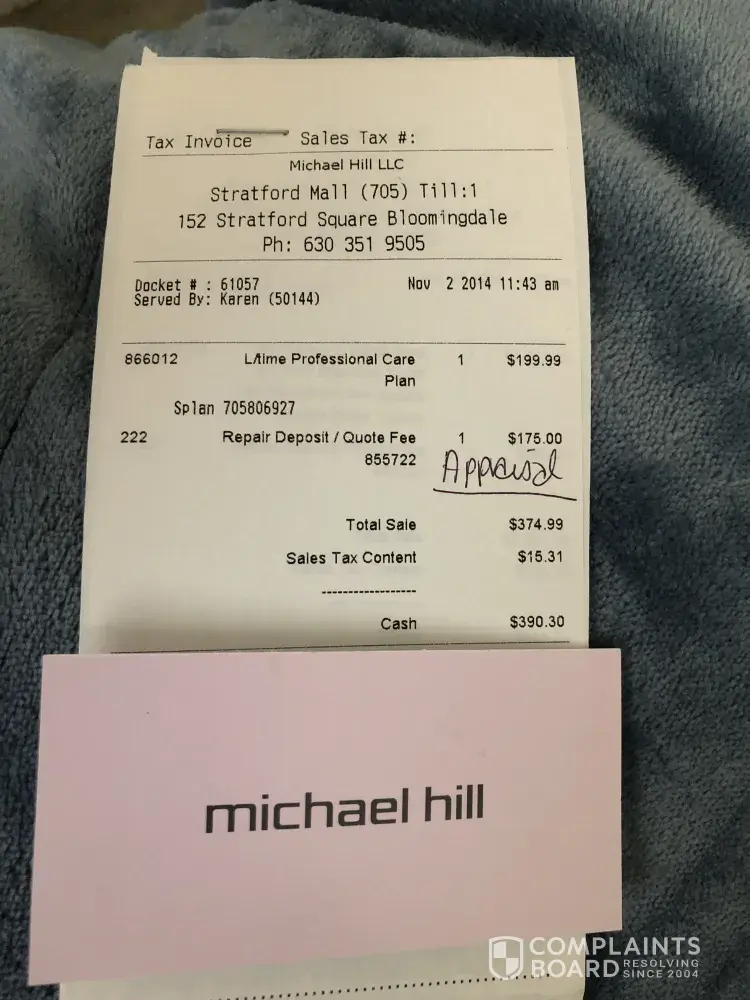 Tax Invoice Sales Tax #:
Michael Hill LLC
Stratford Mall (705) Till:1
152 Stratford Square Bloomingdale
Ph: 630 351 9505
Docket # : 61057 Nov 2 2014 11:43 am
Served By: Karen (50144)
866012 L/time Professional Care 1 $199.99
Plan
Splan 705806927
222 Repair Deposit / Quote Fee 1 $175.00
855722 Appraisal
Total Sale $374.99
Sales Tax Content $15.31
------------------
Cash $390.30
michael hill
COMPLAINTS
BOARD RESOLVING SINCE 2004